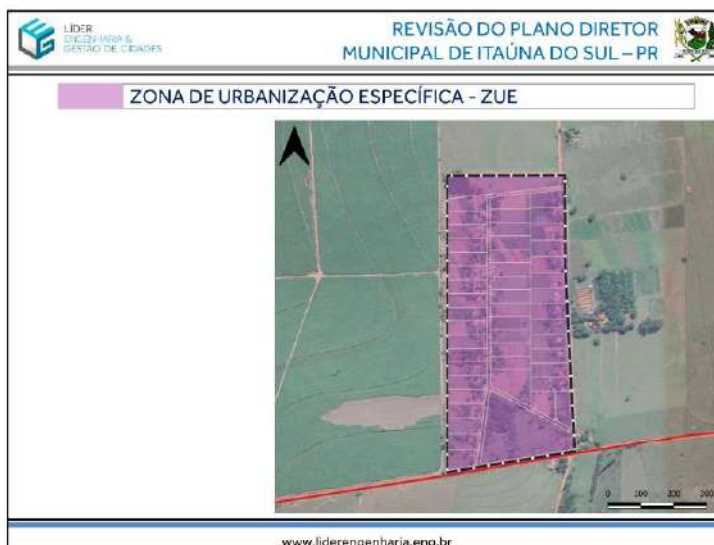 LÍDER
ENGENHARIA &
GESTÃO DE CIDADES
REVISÃO DO PLANO DIRETOR
MUNICIPAL DE ITAÚNA DO SUL – PR
ZONA DE URBANIZAÇÃO ESPECÍFICA - ZUE
0 100 200 300
www.liderengenharia.eng.br